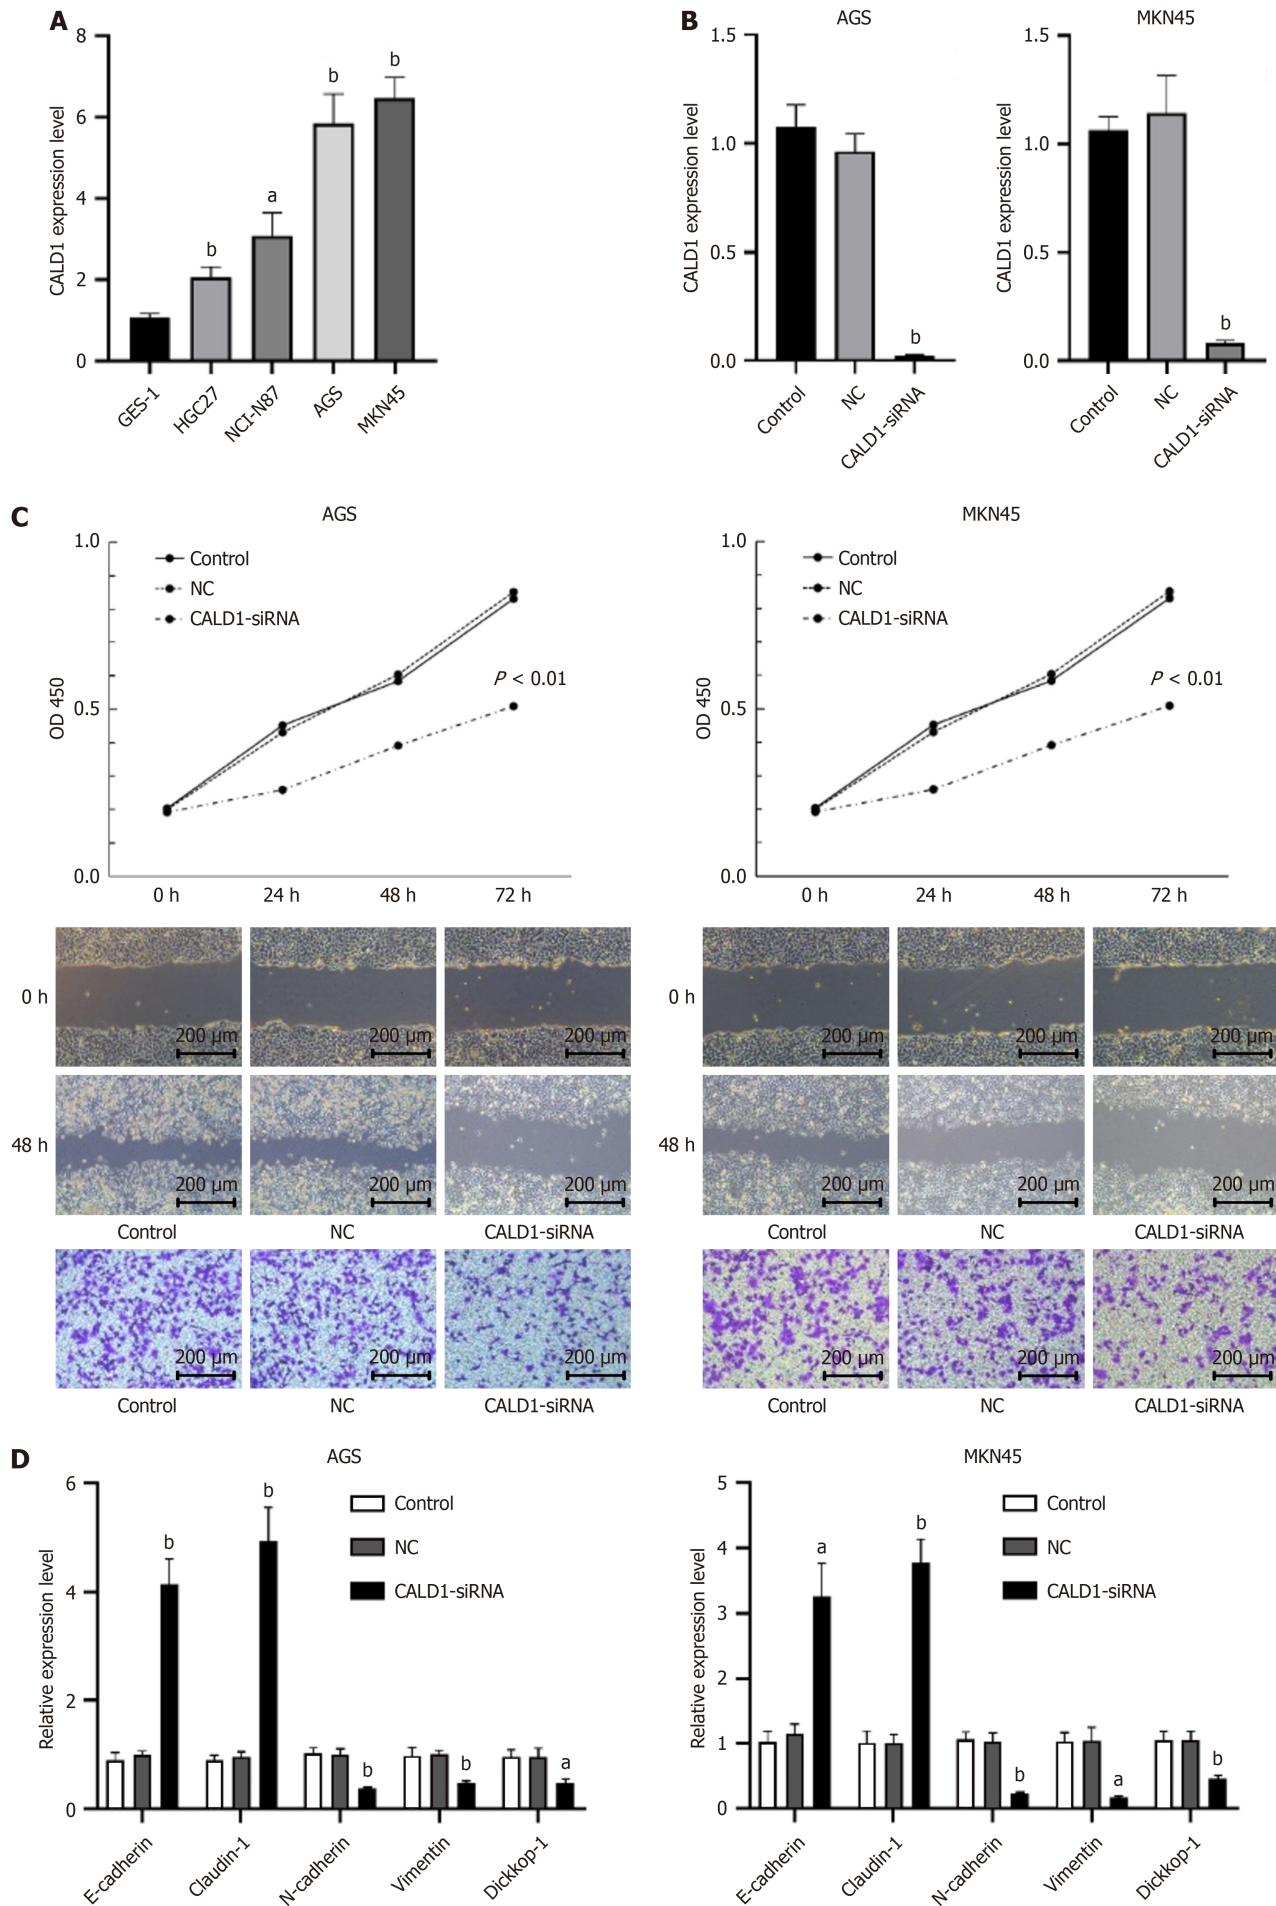 A
8
6
4
2
0
CALD1 expression level
b
a
b
b
GES-1
HGC27
NCI-N87
AGS
MKN45
B
AGS
1.5
1.0
0.5
0.0
CALD1 expression level
b
Control
NC
CALD1-siRNA
MKN45
1.5
1.0
0.5
0.0
CALD1 expression level
b
Control
NC
CALD1-siRNA
C
AGS
1.0
0.5
0.0
OD 450
Control
NC
CALD1-siRNA
P < 0.01
0 h
24 h
48 h
72 h
MKN45
1.0
0.5
0.0
OD 450
Control
NC
CALD1-siRNA
P < 0.01
0 h
24 h
48 h
72 h
0 h
200 μm
200 μm
200 μm
0 h
200 μm
200 μm
200 μm
48 h
200 μm
200 μm
200 μm
48 h
200 μm
200 μm
200 μm
Control
NC
CALD1-siRNA
Control
NC
CALD1-siRNA
200 μm
200 μm
200 μm
200 μm
200 μm
200 μm
Control
NC
CALD1-siRNA
Control
NC
CALD1-siRNA
D
AGS
6
4
2
0
Relative expression level
b
b
b
b
a
Control
NC
CALD1-siRNA
E-cadherin
Claudin-1
N-cadherin
Vimentin
Dickkop-1
MKN45
5
4
3
2
1
0
Relative expression level
a
b
b
a
b
Control
NC
CALD1-siRNA
E-cadherin
Claudin-1
N-cadherin
Vimentin
Dickkop-1